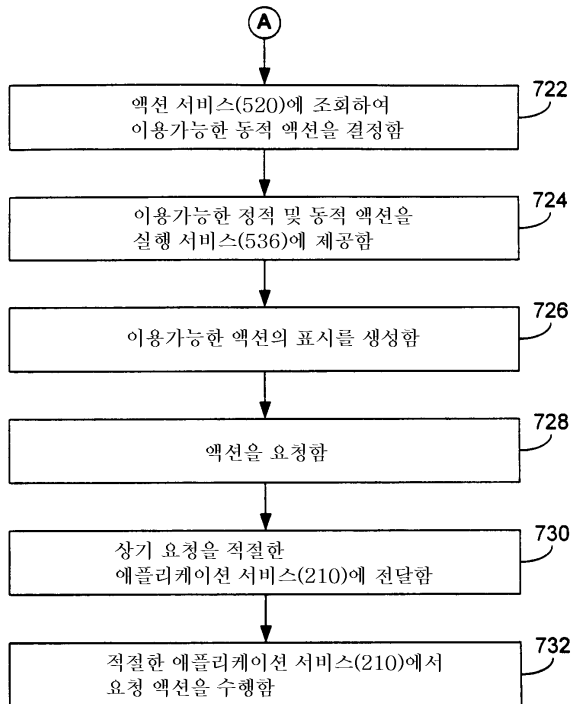 A
액션 서비스(520)에 조회하여
이용가능한 동적 액션을 결정함
722
이용가능한 정적 및 동적 액션을
실행 서비스(536)에 제공함
724
이용가능한 액션의 표시를 생성함
726
액션을 요청함
728
상기 요청을 적절한
애플리케이션 서비스(210)에 전달함
730
적절한 애플리케이션 서비스(210)에서
요청 액션을 수행함
732